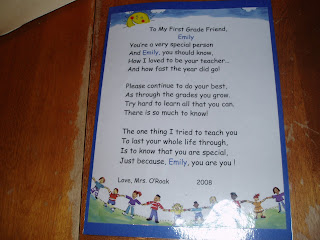 To My First Grade Friend,
Emily
You're a very special person
And Emily, you should know,
How I loved to be your teacher...
And how fast the year did go!
Please continue to do your best,
As through the grades you grow.
Try hard to learn all that you can.
There is so much to know!
The one thing I tried to teach you
To last your whole life through,
Is to know that you are special,
Just because, Emily, you are you !
Love, Mrs. O'Rook 2008